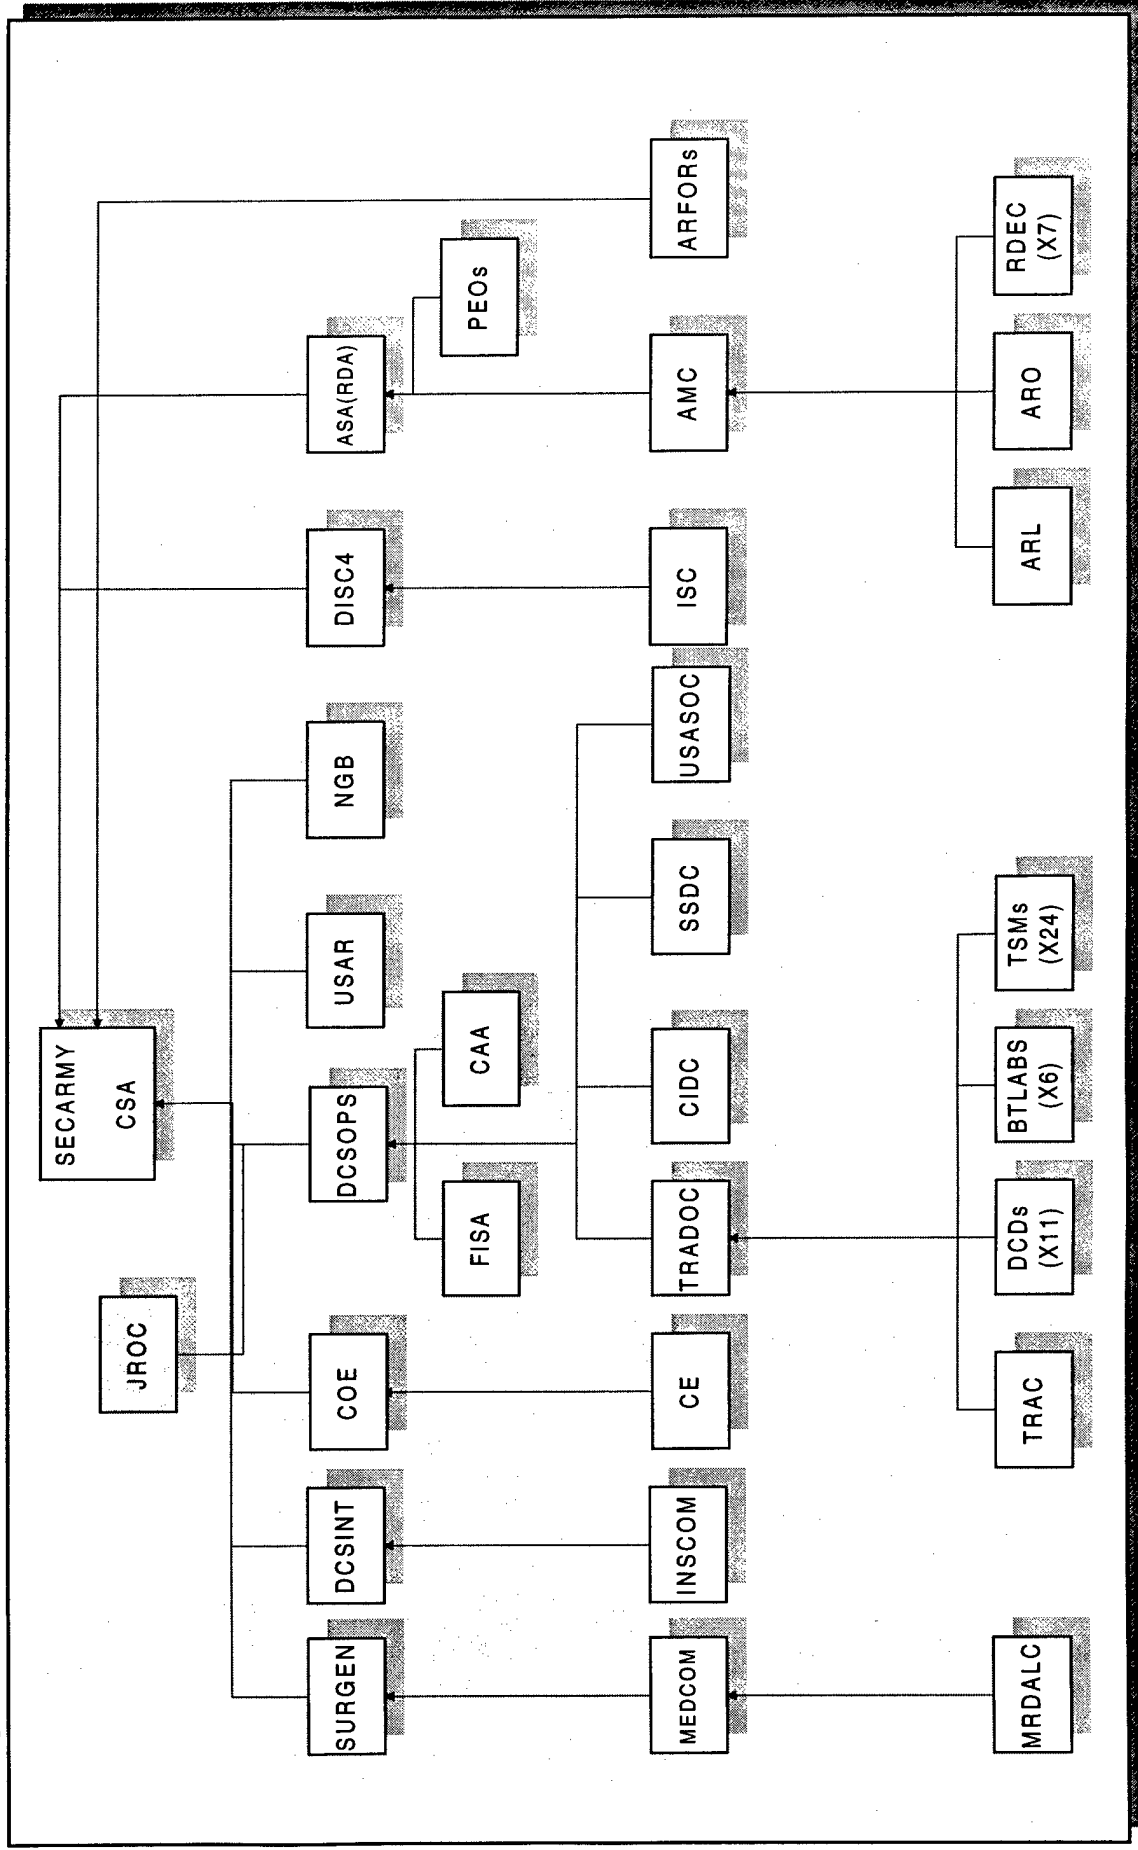 SECARMY
CSA
JROC
SURGEN
DCSINT
COE
DCSOPS
USAR
NGB
DISC4
ASA(RDA)
FISA
CAA
PEOs
MEDCOM
INSCOM
CE
TRADOC
CIDC
SSDC
USASOC
ISC
AMC
ARFORs
MRDALC
TRAC
DCDs
(X11)
BTLABS
(X6)
TSMs
(X24)
ARL
ARO
RDEC
(X7)